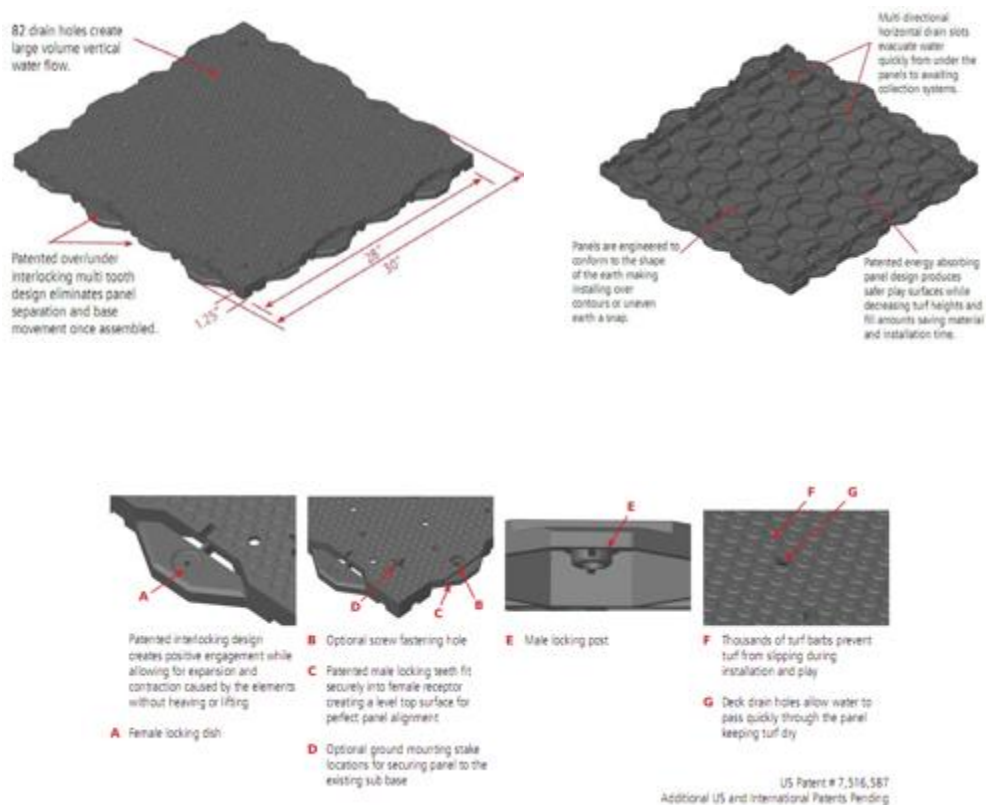 82 drain holes create
large volume vertical
water flow.
Multi directional
horizontal drain slots
evacuate water
quickly from under the
panels to awaiting
collection systems.
Patented over/under
interlocking multi tooth
design eliminates panel
separation and base
movement once assembled.
1.25"
28"
30"
Panels are engineered to
conform to the shape
of the earth making
installing over
contours or uneven
earth a snap.
Patented energy absorbing
panel design produces
safer play surfaces while
decreasing turf heights and
fill amounts saving material
and installation time.
A
D
C
B
E
F
G
Patented interlocking design
creates positive engagement while
allowing for expansion and
contraction caused by the elements
without heaving or lifting
A Female locking dish
B Optional screw fastening hole
C Patented male locking teeth fit
securely into female receptor
creating a level top surface for
perfect panel alignment
D Optional ground mounting stake
locations for securing panel to the
existing sub base
E Male locking post
F Thousands of turf barbs prevent
turf from slipping during
installation and play
G Deck drain holes allow water to
pass quickly through the panel
keeping turf dry
US Patent # 7,516,587
Additional US and International Patents Pending